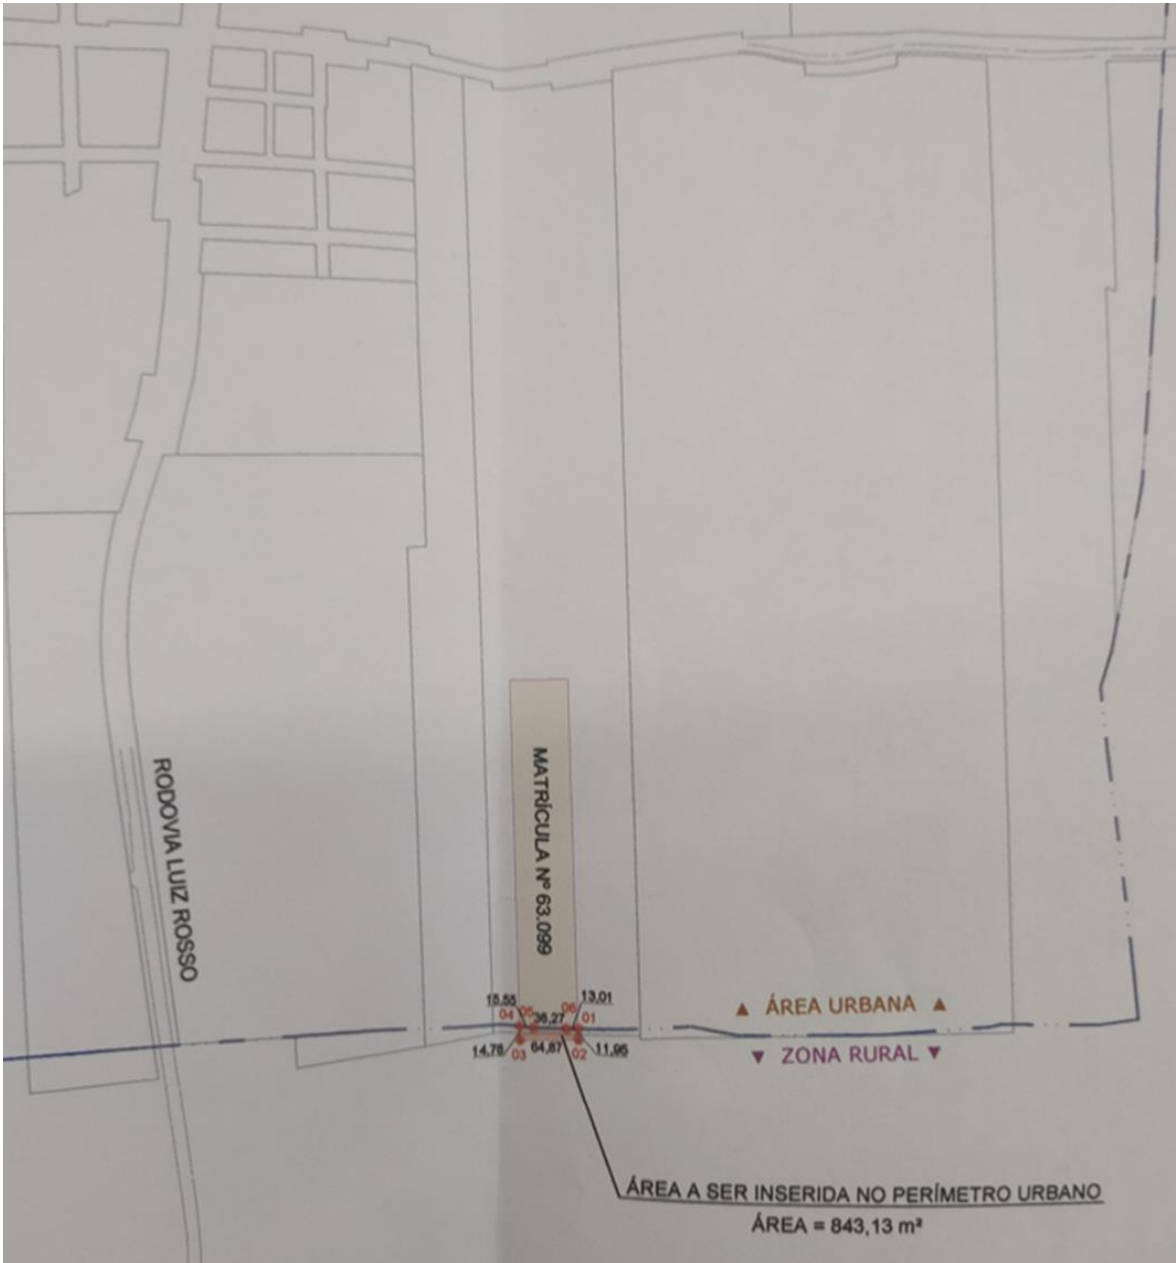 RODOVIA LUIZ ROSSO
MATRÍCULA Nº 63.099
15,55
13,01
04
05
36,27
06
01
14,76
03
64,87
02
11,95
▲ ÁREA URBANA ▲
▼ ZONA RURAL ▼
ÁREA A SER INSERIDA NO PERÍMETRO URBANO
ÁREA = 843,13 m²